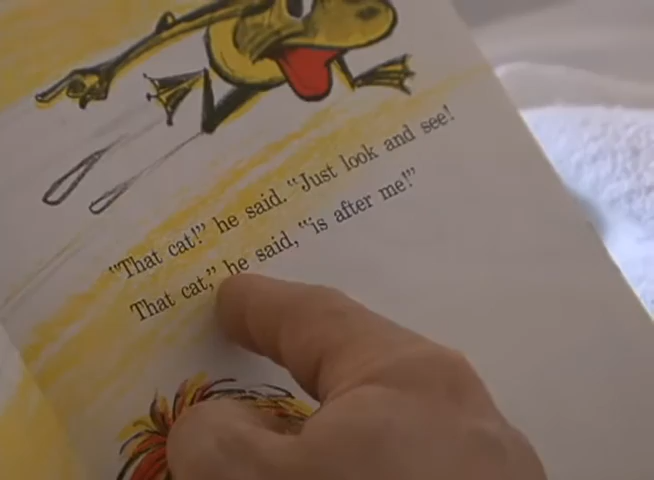 "That cat!" he said. "Just look and see!
That cat," he said, "is after me!"